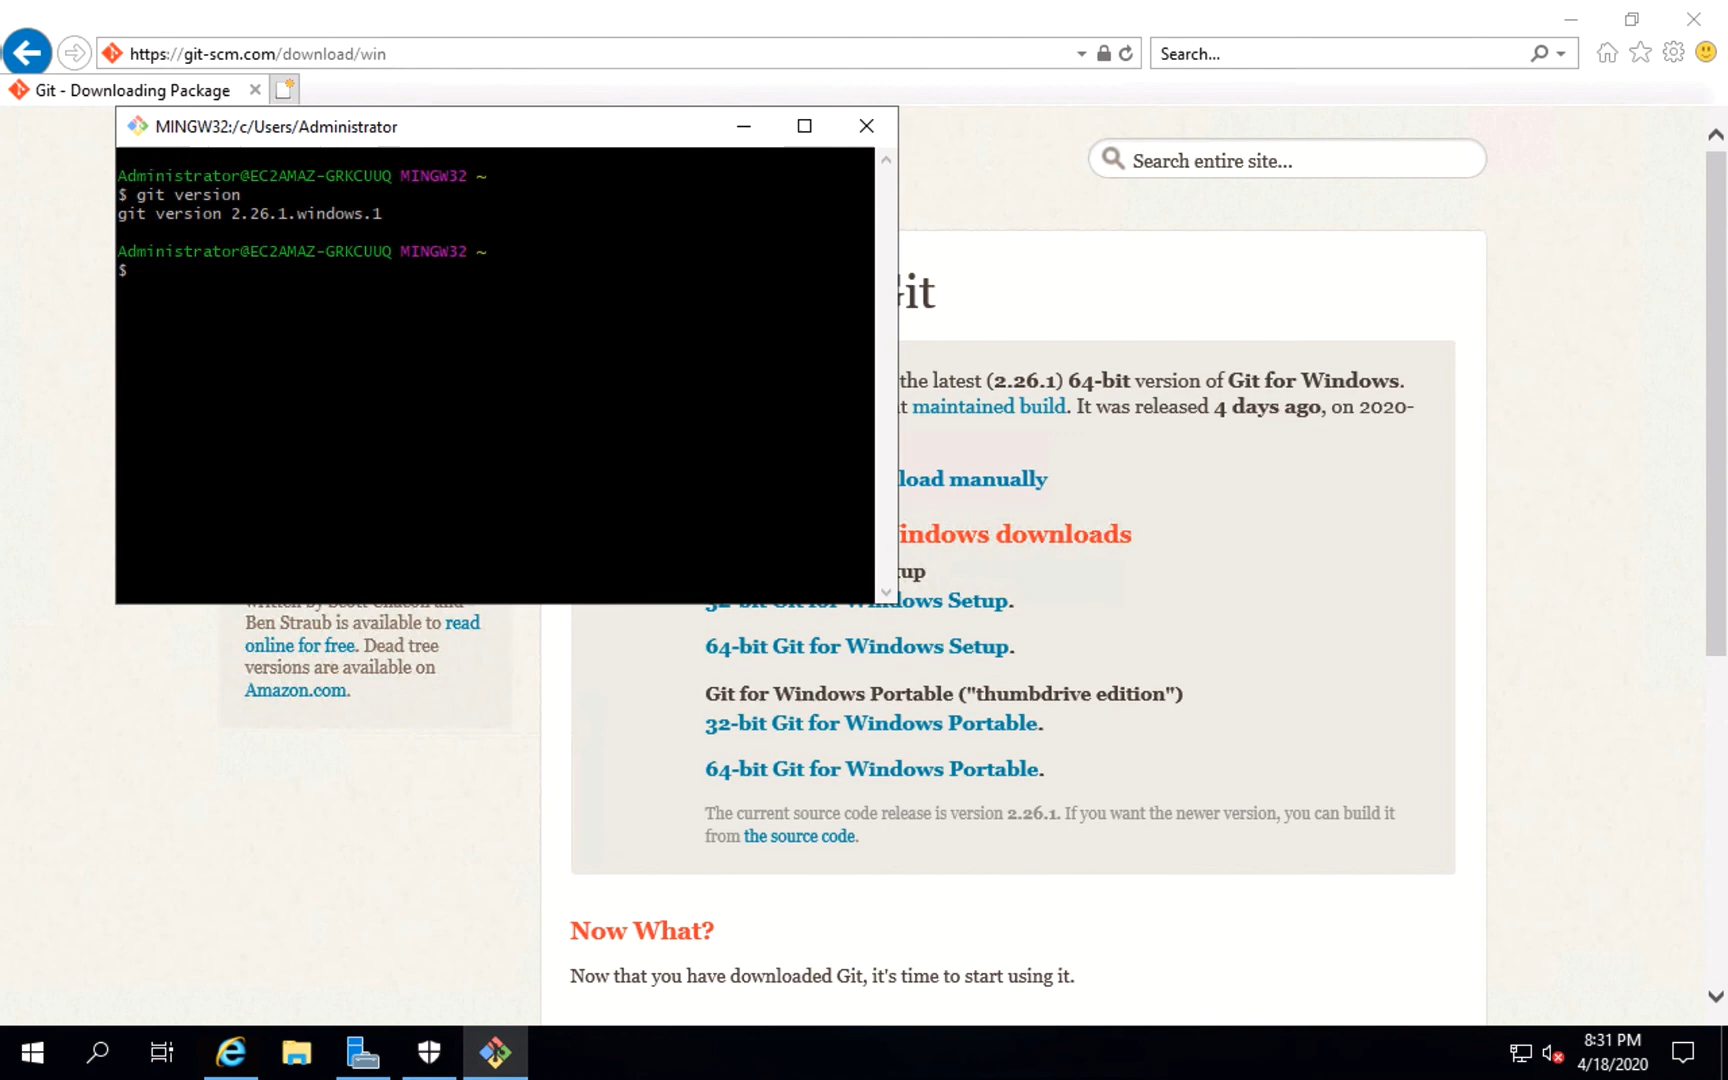 https://git-scm.com/download/win
Search...
Git - Downloading Package
MINGW32:/c/Users/Administrator
Search entire site...
Administrator@EC2AMAZ-GRKCUUQ MINGW32 ~
$ git version
git version 2.26.1.windows.1
Administrator@EC2AMAZ-GRKCUUQ MINGW32 ~
$
Git
the latest (2.26.1) 64-bit version of Git for Windows.
maintained build. It was released 4 days ago, on 2020-
load manually
indows downloads
32-bit Git for Windows Setup.
Ben Straub is available to read
online for free. Dead tree
versions are available on
Amazon.com.
64-bit Git for Windows Setup.
Git for Windows Portable ("thumbdrive edition")
32-bit Git for Windows Portable.
64-bit Git for Windows Portable.
The current source code release is version 2.26.1. If you want the newer version, you can build it
from the source code.
Now What?
Now that you have downloaded Git, it's time to start using it.
8:31 PM
4/18/2020